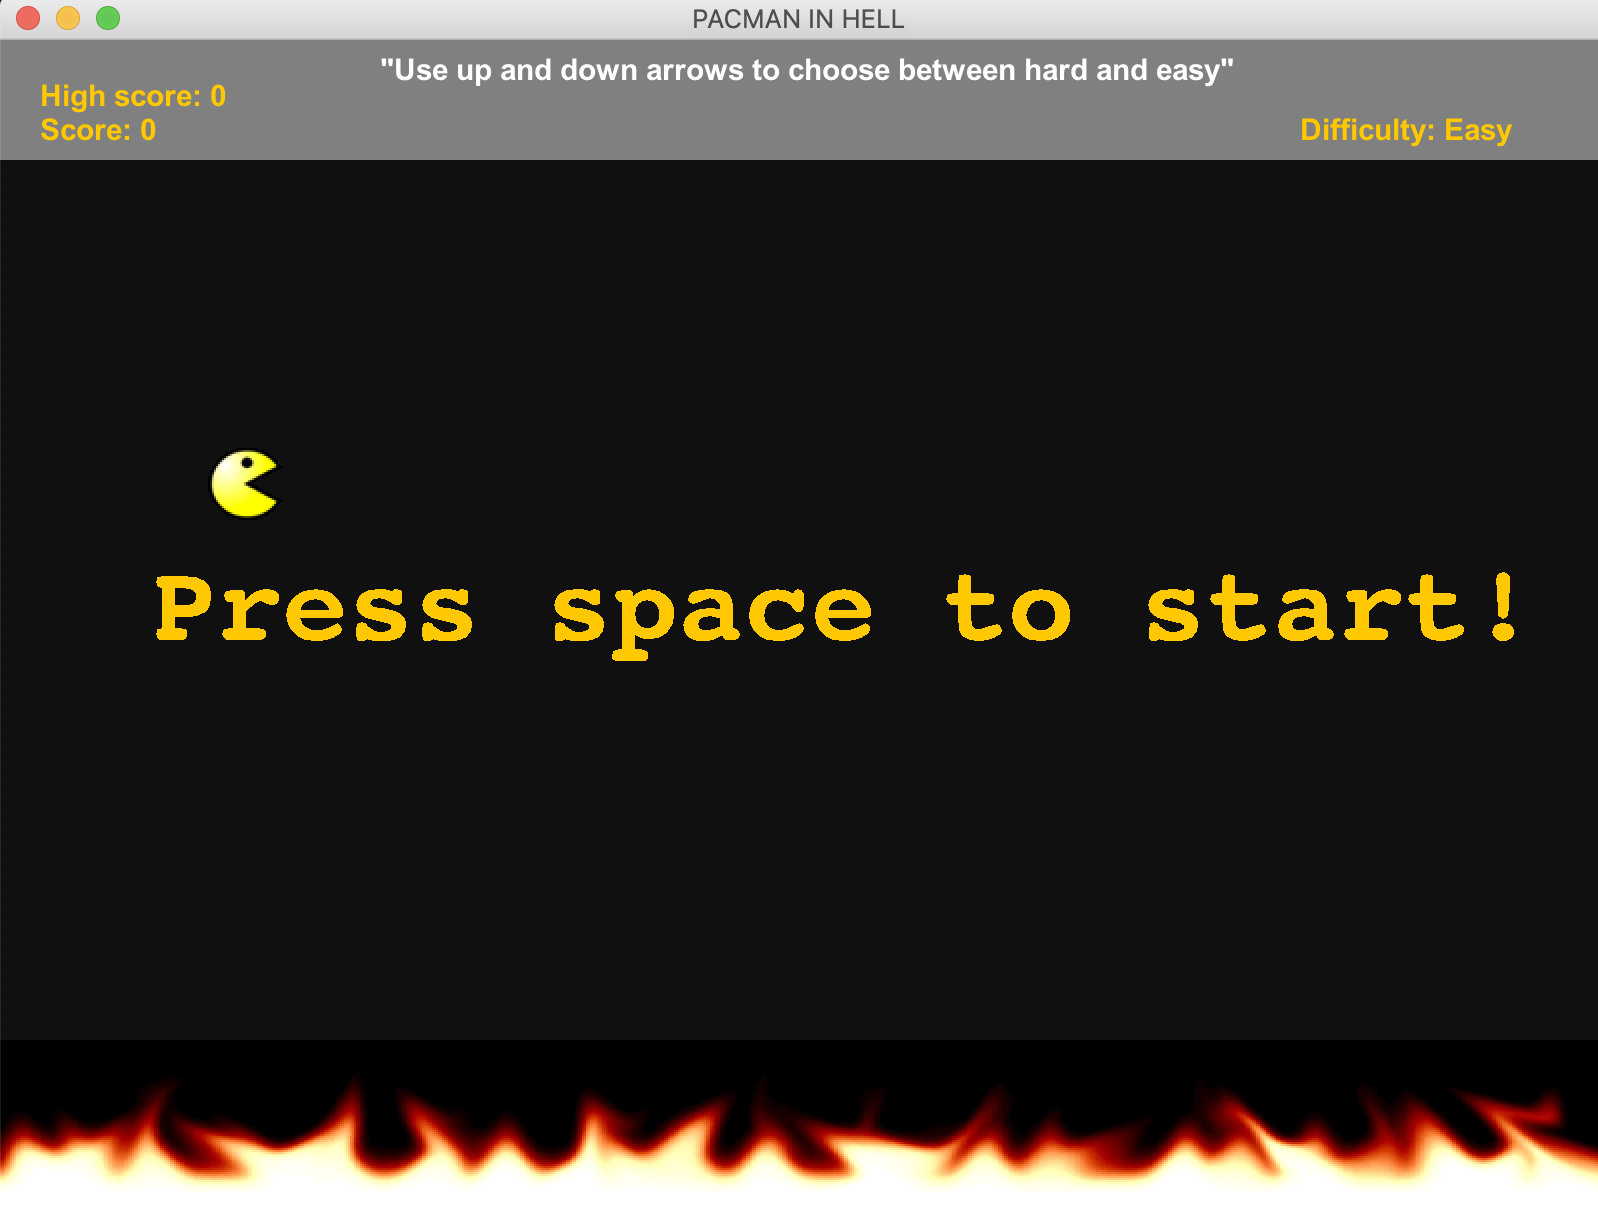 PACMAN IN HELL
"Use up and down arrows to choose between hard and easy"
High score: 0
Score: 0
Difficulty: Easy
Press space to start!